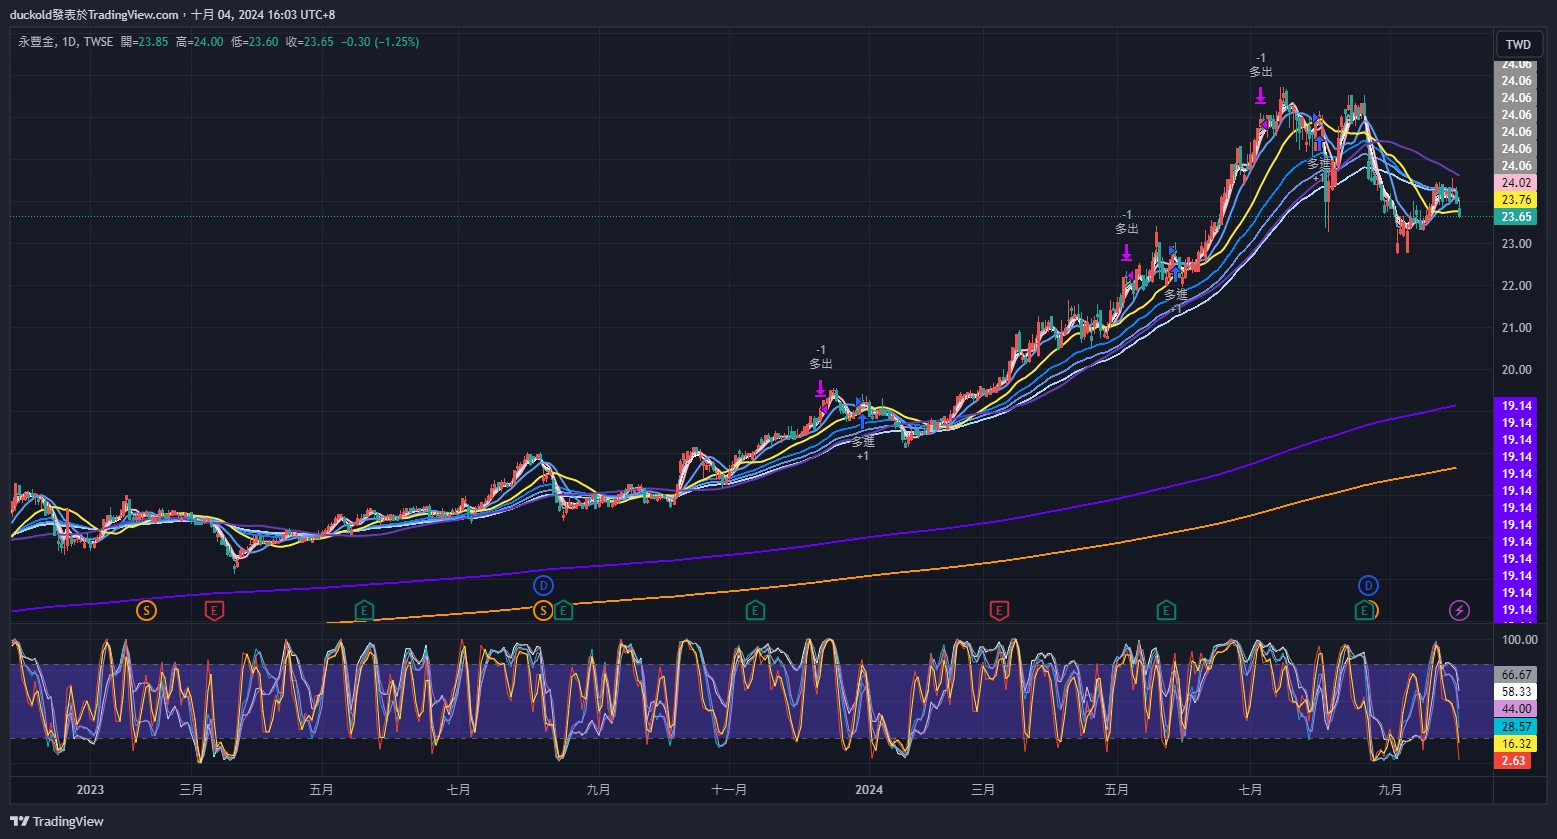 duckold發表於TradingView.com，十月 04, 2024 16:03 UTC+8
永豐金, 1D, TWSE 開=23.85 高=24.00 低=23.60 收=23.65 −0.30 (−1.25%)
TWD
-1
多出
24.06
24.06
24.06
24.06
24.06
24.06
24.06
多進
+1
24.02
23.76
23.65
-1
多出
23.00
22.00
多進
+1
21.00
-1
多出
20.00
19.14
19.14
19.14
多進
+1
19.14
19.14
19.14
19.14
19.14
19.14
19.14
19.14
19.14
19.14
D
D
S
E
E
S
E
E
E
E
E
100.00
66.67
58.33
44.00
28.57
16.32
2.63
2023
三月
五月
七月
九月
十一月
2024
三月
五月
七月
九月
TradingView